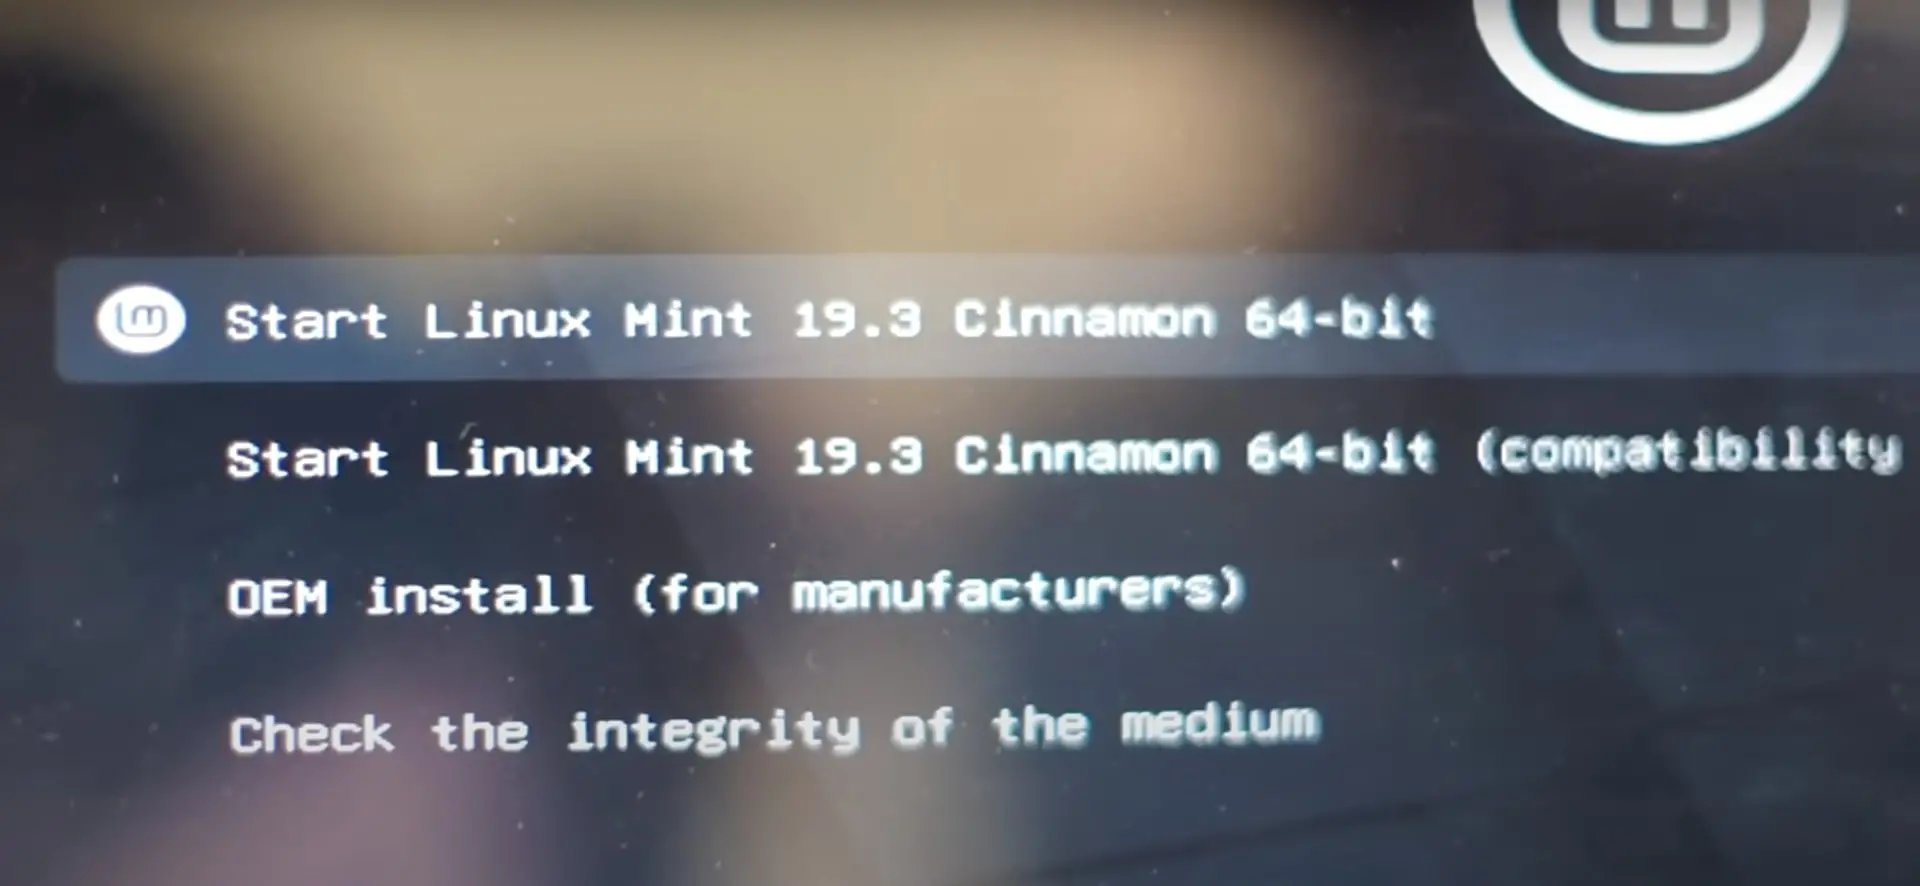 Start Linux Mint 19.3 Cinnamon 64-bit
Start Linux Mint 19.3 Cinnamon 64-bit (compatibility
OEM install (for manufacturers)
Check the integrity of the medium